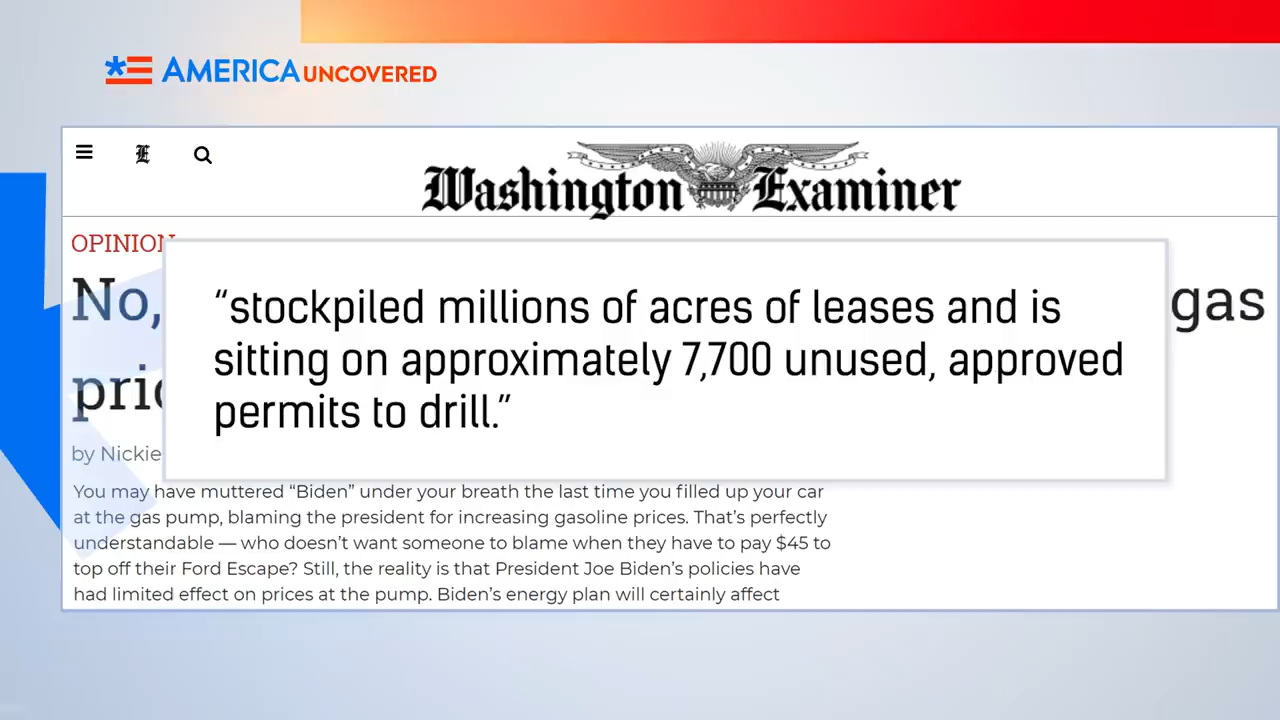 AMERICA UNCOVERED
Washington Examiner
OPINION
No, gas
“stockpiled millions of acres of leases and is
sitting on approximately 7,700 unused, approved
permits to drill.”
by Nickie
You may have muttered “Biden” under your breath the last time you filled up your car
at the gas pump, blaming the president for increasing gasoline prices. That’s perfectly
understandable — who doesn’t want someone to blame when they have to pay $45 to
top off their Ford Escape? Still, the reality is that President Joe Biden’s policies have
had limited effect on prices at the pump. Biden’s energy plan will certainly affect